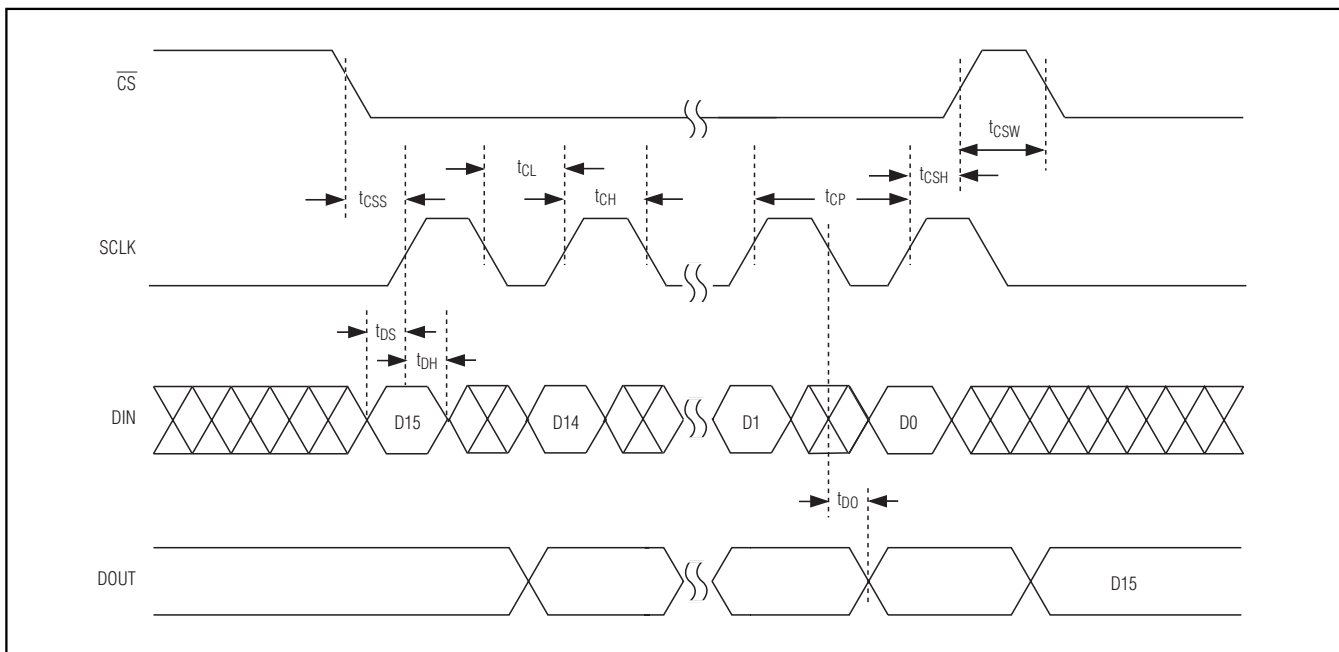 CS
tCSW
tCL
tCSH
tCSS
tCH
tCP
SCLK
tDS
tDH
DIN
D15
D14
D1
D0
tDO
DOUT
D15